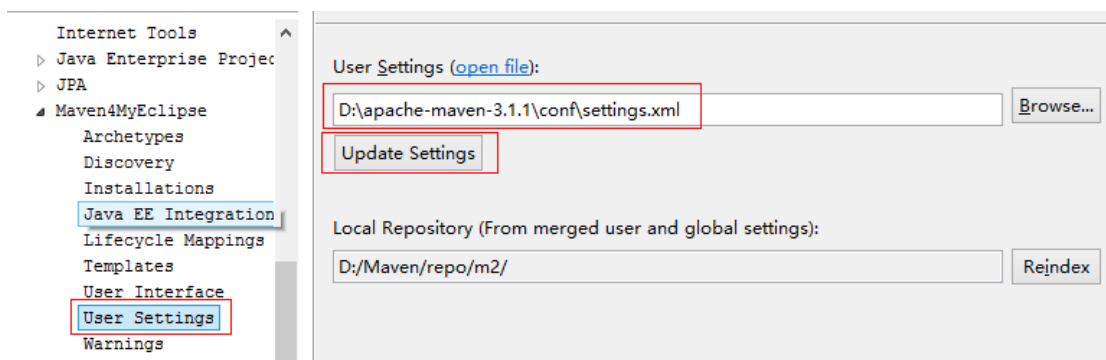 Internet Tools
Java Enterprise Projec
JPA
Maven4MyEclipse
Archetypes
Discovery
Installations
Java EE Integration
Lifecycle Mappings
Templates
User Interface
User Settings
Warnings
User Settings (open file):
D:\apache-maven-3.1.1\conf\settings.xml
Browse...
Update Settings
Local Repository (From merged user and global settings):
D:/Maven/repo/m2/
Reindex